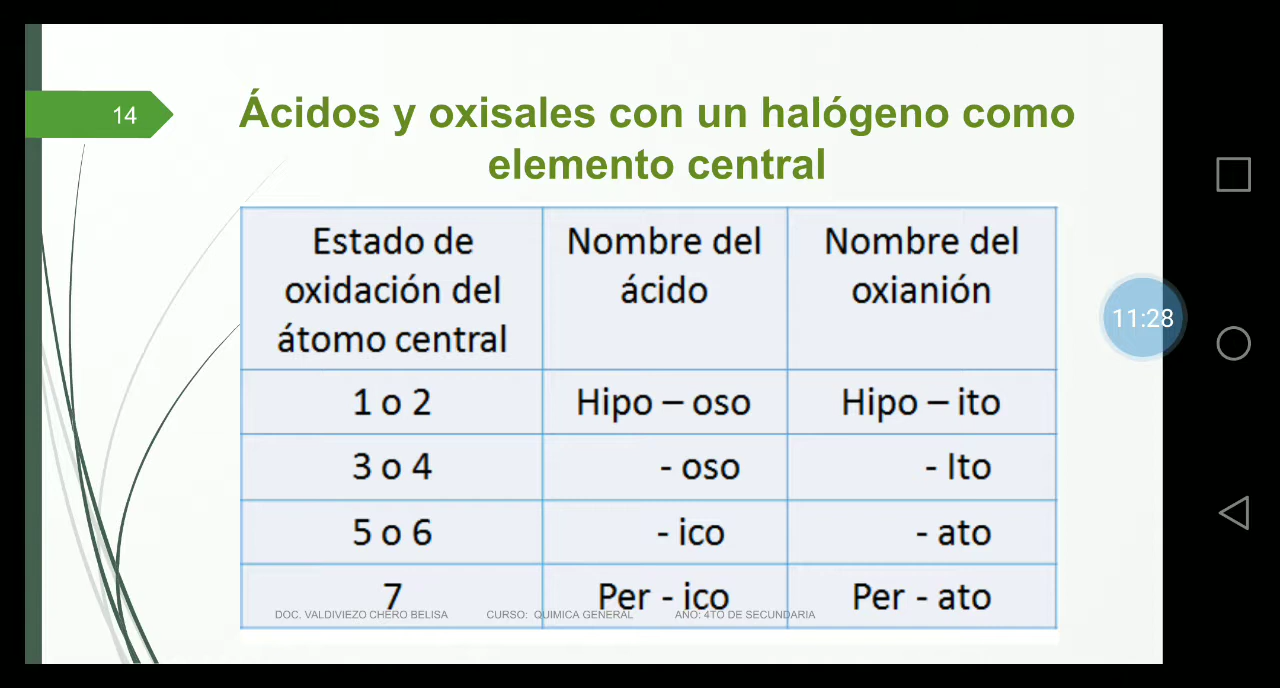 14
Ácidos y oxisales con un halógeno como
elemento central
Estado de
oxidación del
átomo central
Nombre del
ácido
Nombre del
oxianión
1 o 2 Hipo – oso Hipo – ito
3 o 4 - oso - Ito
5 o 6 - ico - ato
7 Per - ico Per - ato
DOC. VALDIVIEZO CHERO BELISA CURSO: QUIMICA GENERAL AÑO: 4TO DE SECUNDARIA
11:28